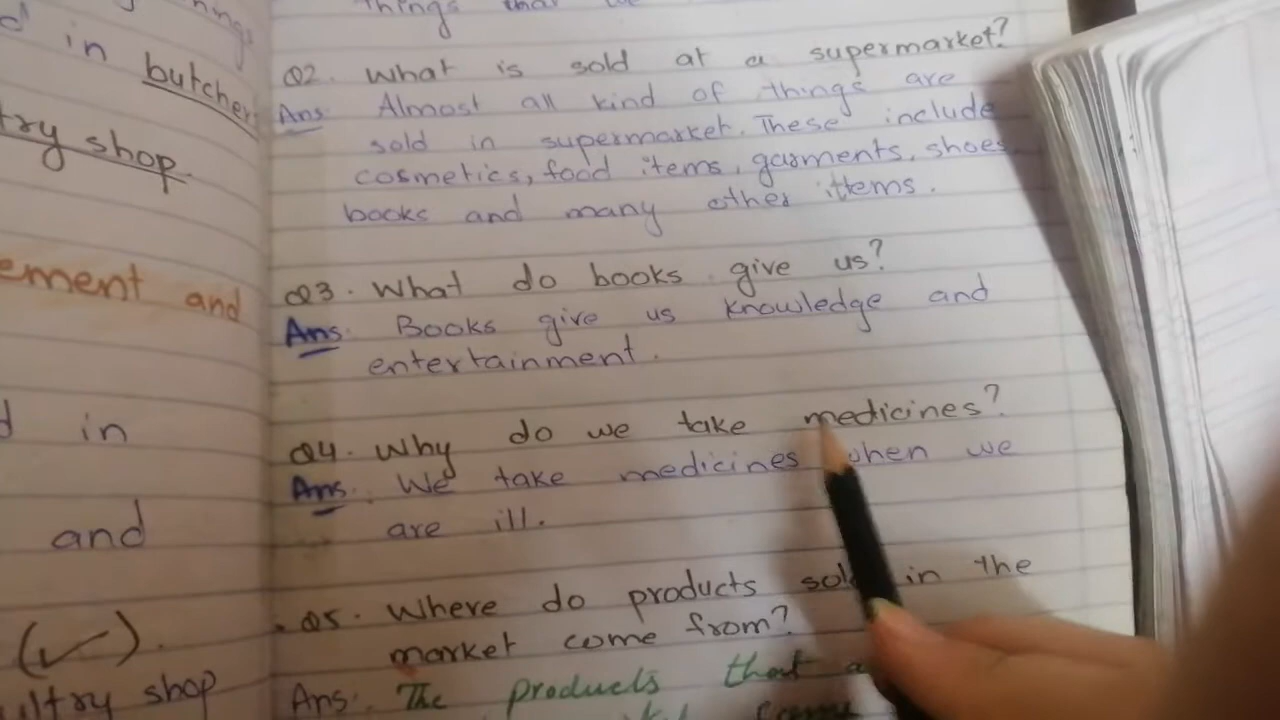 things that
Q2. What is sold at a supermarket?
Ans Almost all kind of things are
sold in supermarket. These include
cosmetics, food items, garments, shoes
books and many other ittems.
Q3. What do books give us?
Ans. Books give us knowledge and
entertainment.
Q4. Why do we take medicines?
Ans. We take medicines when we
are ill.
Q5. Where do products sold in the
market come from?
Ans. The products that
d in butcher
try shop
ement and
d in
and
(✓).
ultry shop